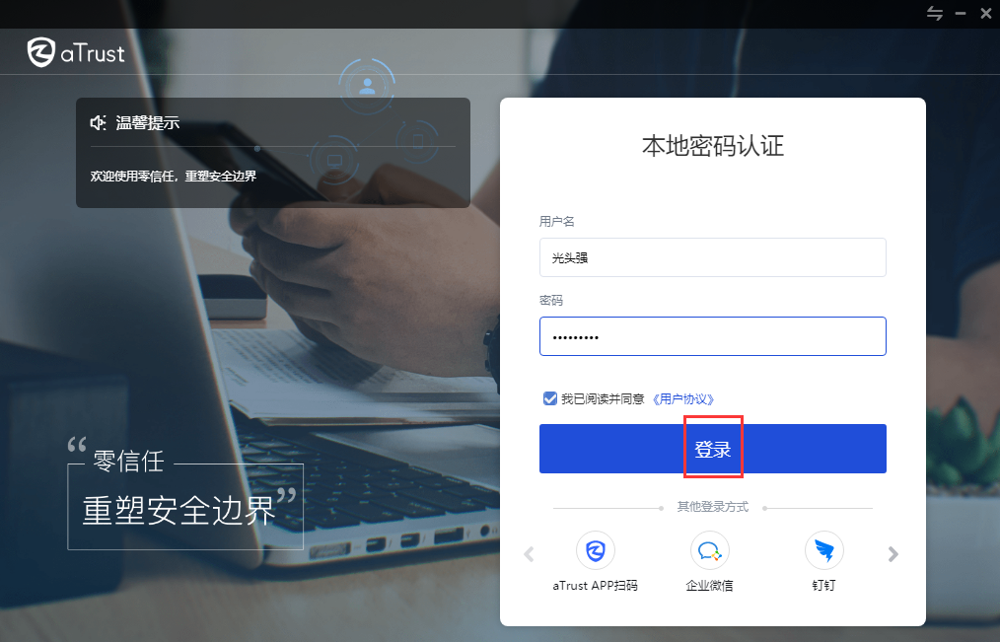 aTrust
温馨提示
欢迎使用零信任，重塑安全边界
“ 零信任
重塑安全边界 ”
本地密码认证
用户名
光头强
密码
•••••••••
我已阅读并同意 《用户协议》
登录
其他登录方式
aTrust APP扫码
企业微信
钉钉